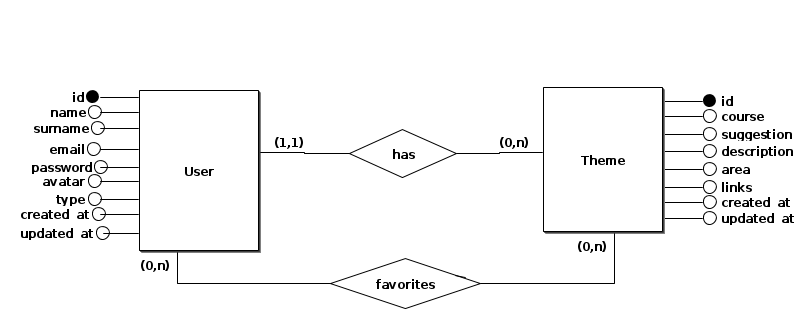 id
name
surname
email
password
avatar
type
created at
updated at
User
(1,1)
has
(0,n)
Theme
id
course
suggestion
description
area
links
created at
updated at
(0,n)
favorites
(0,n)